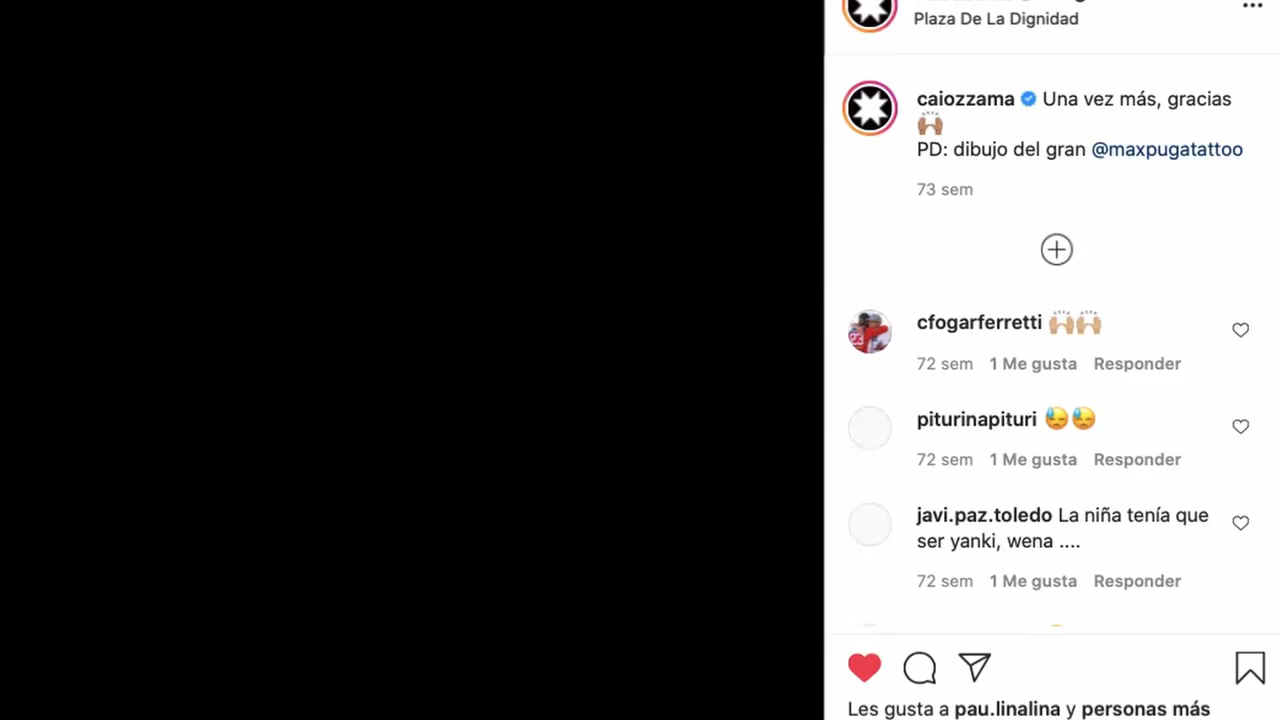 Plaza De La Dignidad
caiozzama Una vez más, gracias
🙌🏽
PD: dibujo del gran @maxpugatattoo
73 sem
cfogarferretti 🙌🏼🙌🏼
72 sem 1 Me gusta Responder
piturinapituri 😓😓
72 sem 1 Me gusta Responder
javi.paz.toledo La niña tenía que
ser yanki, wena ....
72 sem 1 Me gusta Responder
Les gusta a pau.linalina y personas más